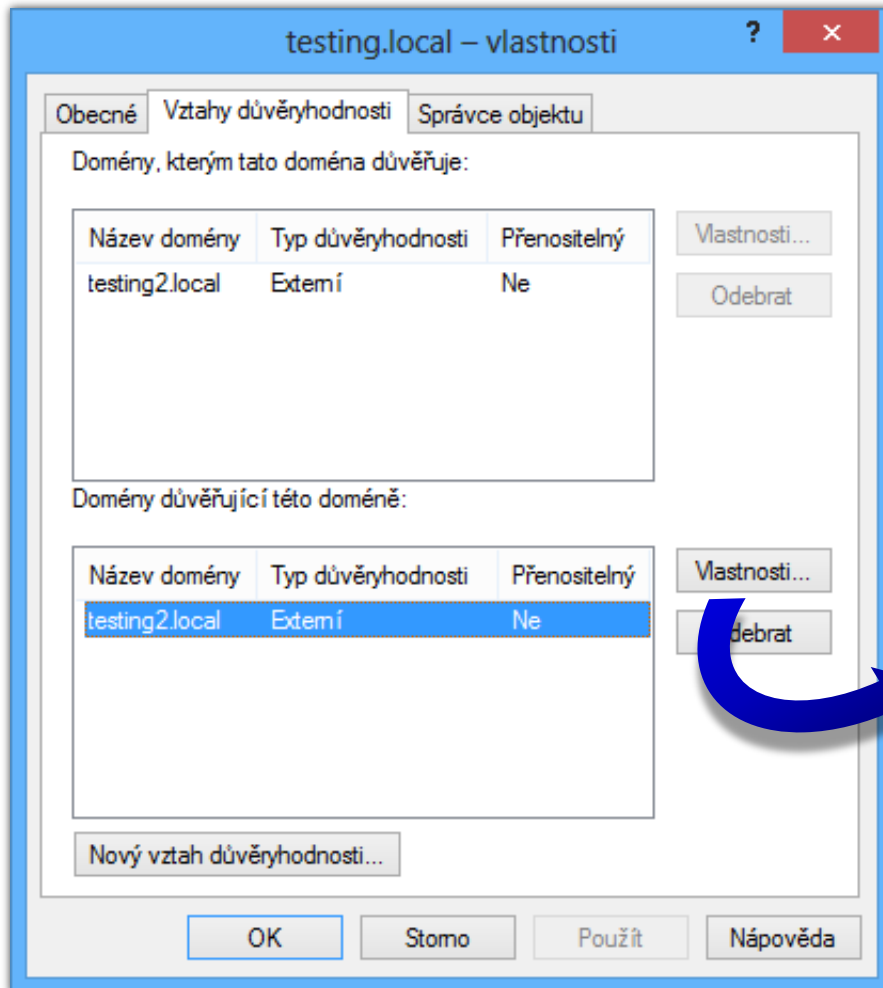 testing.local – vlastnosti ?
Obecné Vztahy důvěryhodnosti Správce objektu
Domény, kterým tato doména důvěřuje:
Název domény Typ důvěryhodnosti Přenositelný
testing2.local Externí Ne
Vlastnosti...
Odebrat
Domény důvěřující této doméně:
Název domény Typ důvěryhodnosti Přenositelný
testing2.local Externí Ne
Vlastnosti...
debrat
Nový vztah důvěryhodnosti...
OK Storno Použít Nápověda